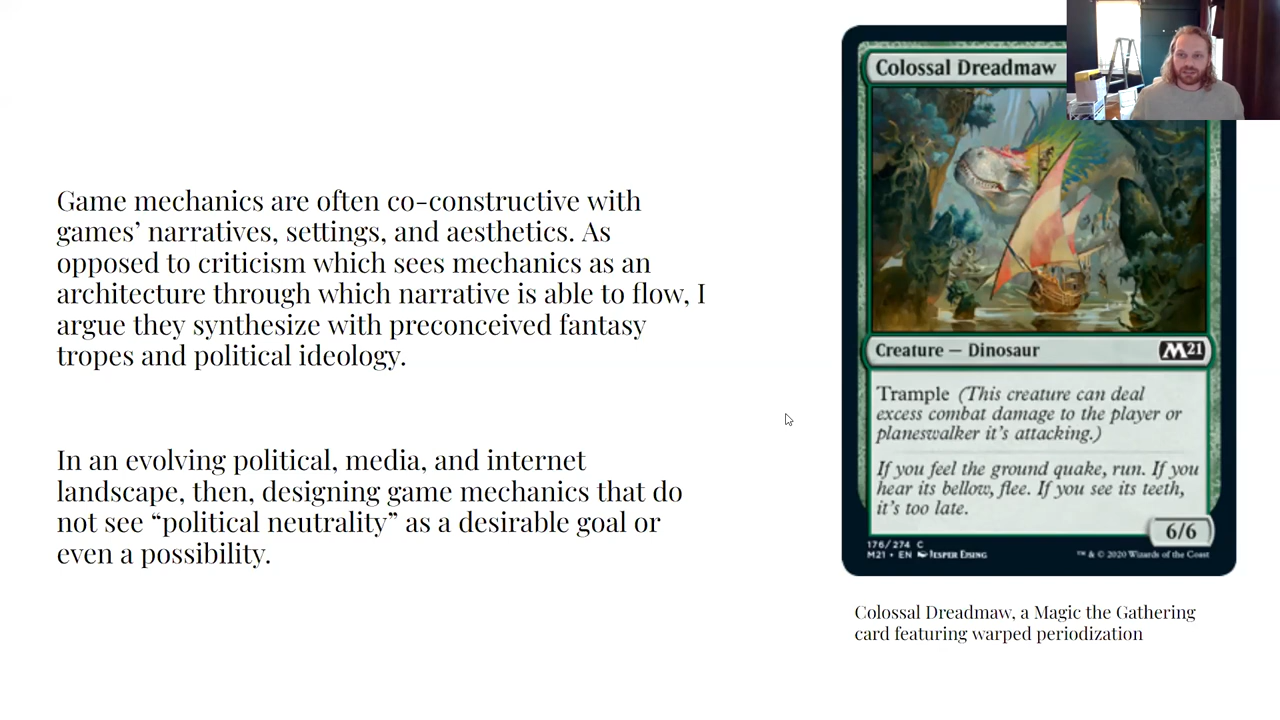 Game mechanics are often co-constructive with
games’ narratives, settings, and aesthetics. As
opposed to criticism which sees mechanics as an
architecture through which narrative is able to flow, I
argue they synthesize with preconceived fantasy
tropes and political ideology.
In an evolving political, media, and internet
landscape, then, designing game mechanics that do
not see “political neutrality” as a desirable goal or
even a possibility.
Colossal Dreadmaw
Creature — Dinosaur
M21
Trample (This creature can deal
excess combat damage to the player or
planeswalker it's attacking.)
If you feel the ground quake, run. If you
hear its bellow, flee. If you see its teeth,
it's too late.
6/6
176/274 C
M21 • EN Jesper Ejsing
™ & © 2020 Wizards of the Coast
Colossal Dreadmaw, a Magic the Gathering
card featuring warped periodization